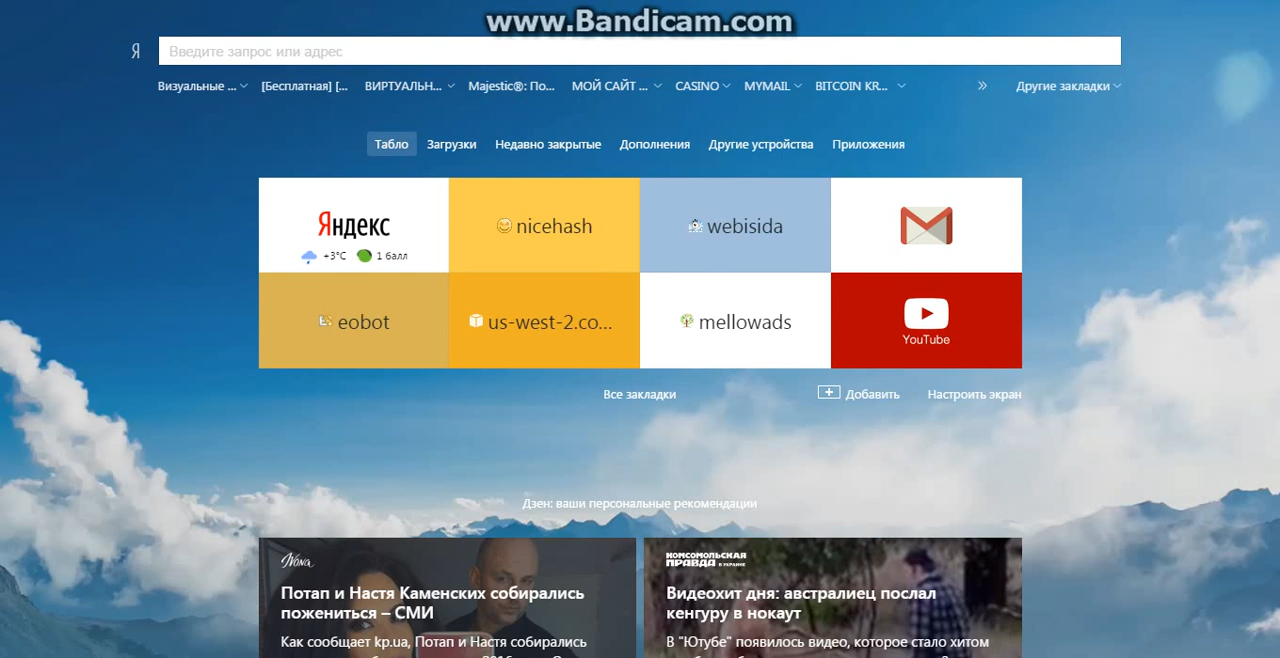 www.Bandicam.com
Я Введите запрос или адрес
Визуальные ... [Бесплатная] [... ВИРТУАЛЬН... Majestic®: По... МОЙ САЙТ ... CASINO MYMAIL BITCOIN KR... » Другие закладки
Табло Загрузки Недавно закрытые Дополнения Другие устройства Приложения
Яндекс nicehash webisida
+3°C 1 балл
eobot us-west-2.co... mellowads YouTube
Все закладки Добавить Настроить экран
Дзен: ваши персональные рекомендации
Nona
Потап и Настя Каменских собирались
пожениться – СМИ
Как сообщает kp.ua, Потап и Настя собирались
КОМСОМОЛЬСКАЯ
ПРАВДА В УКРАИНЕ
Видеохит дня: австралиец послал
кенгуру в нокаут
В "Ютубе" появилось видео, которое стало хитом